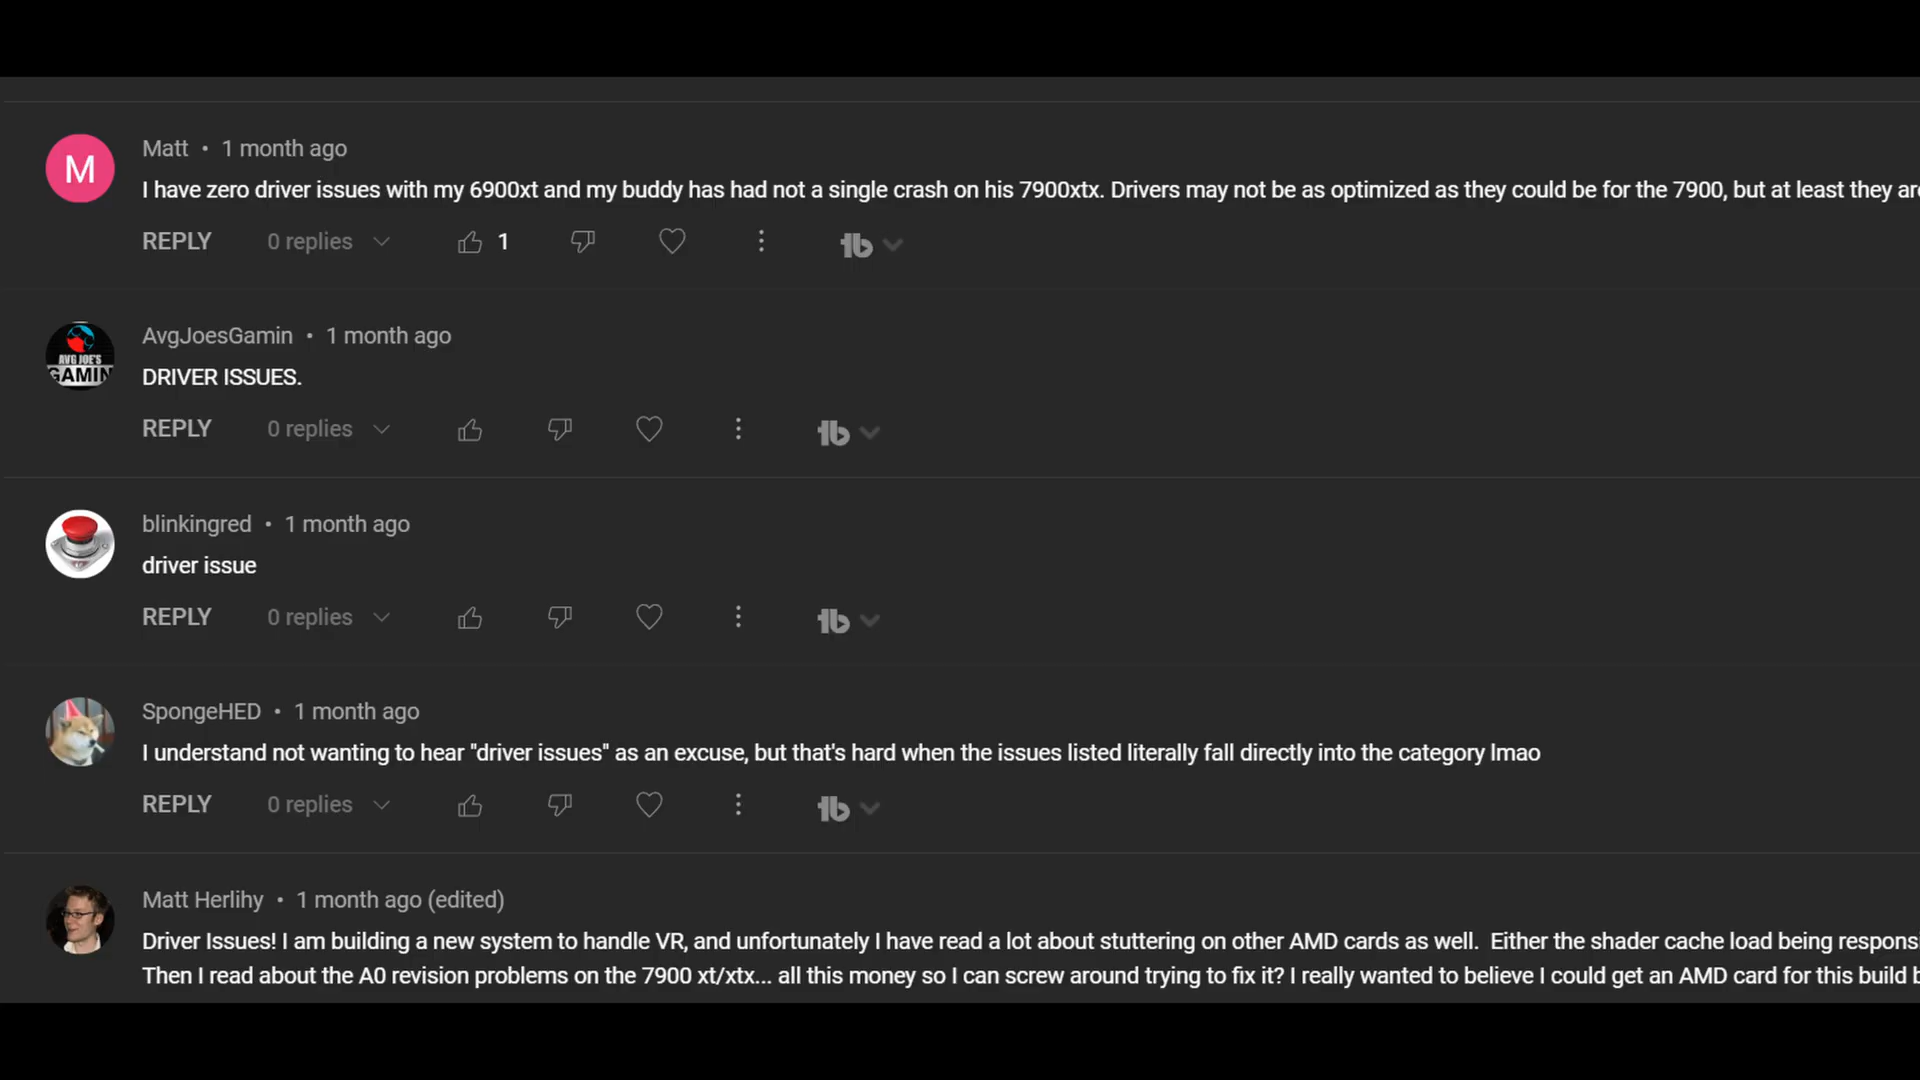 M
Matt • 1 month ago
I have zero driver issues with my 6900xt and my buddy has had not a single crash on his 7900xtx. Drivers may not be as optimized as they could be for the 7900, but at least they
REPLY 0 replies 1 tb
AvgJoesGamin • 1 month ago
AVG JOE'S
GAMIN
DRIVER ISSUES.
REPLY 0 replies tb
blinkingred • 1 month ago
driver issue
REPLY 0 replies tb
SpongeHED • 1 month ago
I understand not wanting to hear "driver issues" as an excuse, but that's hard when the issues listed literally fall directly into the category lmao
REPLY 0 replies tb
Matt Herlihy • 1 month ago (edited)
Driver Issues! I am building a new system to handle VR, and unfortunately I have read a lot about stuttering on other AMD cards as well. Either the shader cache load being
Then I read about the A0 revision problems on the 7900 xt/xtx... all this money so I can screw around trying to fix it? I really wanted to believe I could get an AMD card for this build